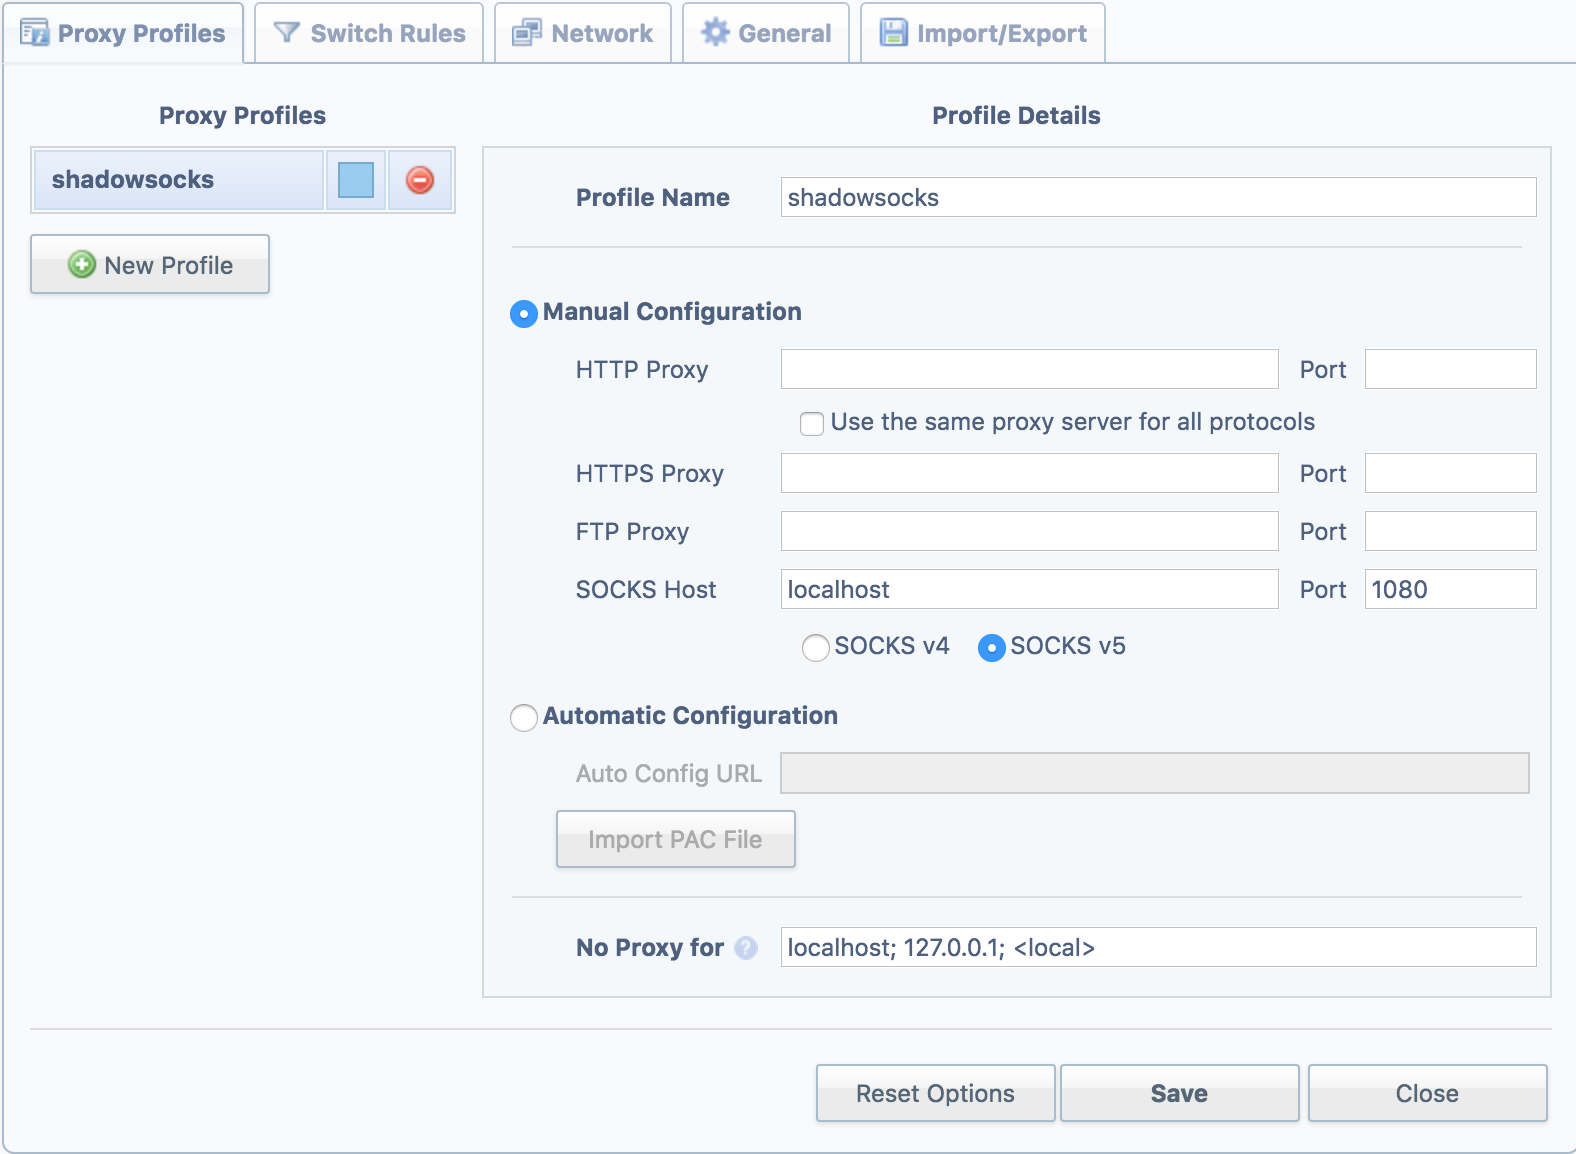 Proxy Profiles Switch Rules Network General Import/Export
Proxy Profiles
shadowsocks
New Profile
Profile Details
Profile Name shadowsocks
Manual Configuration
HTTP Proxy Port
Use the same proxy server for all protocols
HTTPS Proxy Port
FTP Proxy Port
SOCKS Host localhost Port 1080
SOCKS v4 SOCKS v5
Automatic Configuration
Auto Config URL
Import PAC File
No Proxy for ? localhost; 127.0.0.1; <local>
Reset Options Save Close